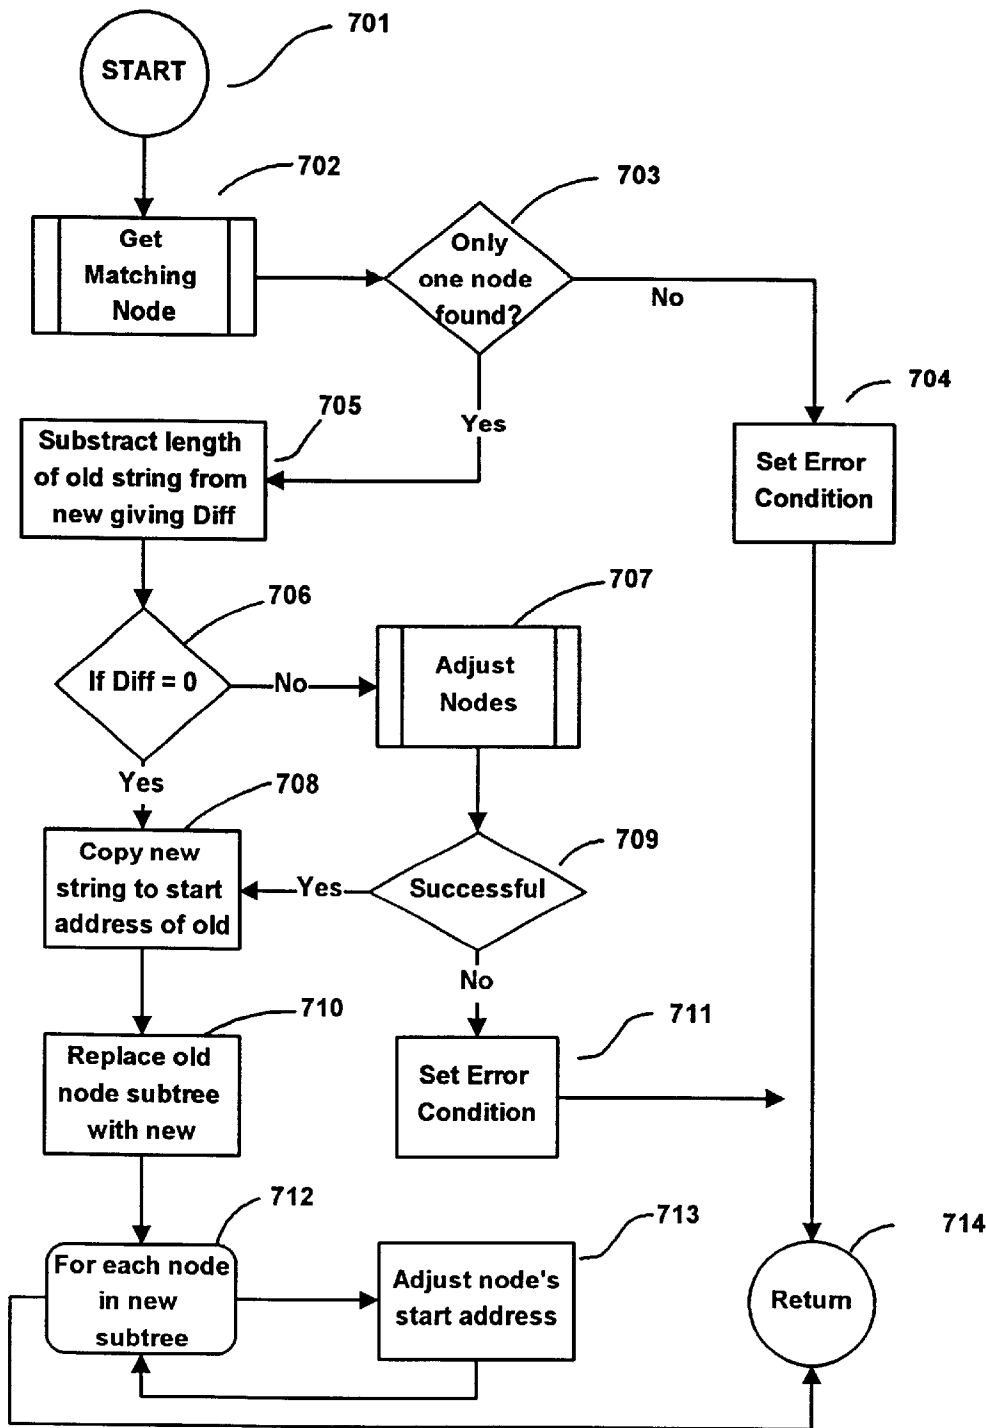 701
START
702
703
Get
Matching
Node
Only
one node
found?
No
704
705
Yes
Substract length
of old string from
new giving Diff
Set Error
Condition
706
707
If Diff = 0
No
Adjust
Nodes
Yes
708
709
Copy new
string to start
address of old
Yes
Successful
No
710
711
Replace old
node subtree
with new
Set Error
Condition
712
713
714
For each node
in new
subtree
Adjust node's
start address
Return